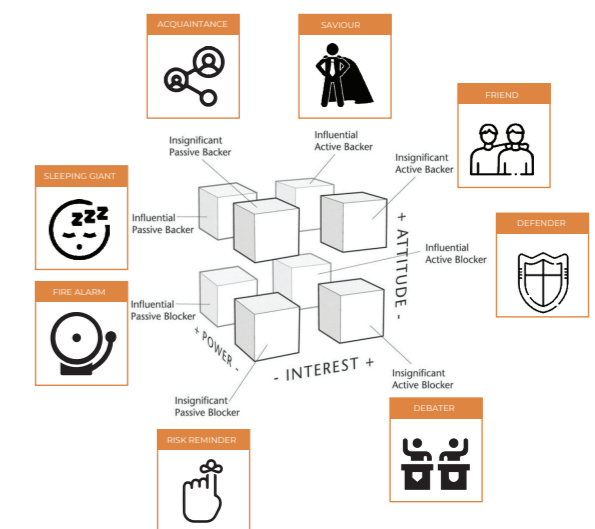 ACQUAINTANCE
SAVIOUR
FRIEND
SLEEPING GIANT
DEFENDER
FIRE ALARM
DEBATER
RISK REMINDER
Insignificant
Passive Backer
Influential
Active Backer
Insignificant
Active Backer
Influential
Passive Backer
Influential
Active Blocker
Influential
Passive Blocker
Insignificant
Active Blocker
Insignificant
Passive Blocker
+ ATTITUDE -
+ POWER -
- INTEREST +
zzz